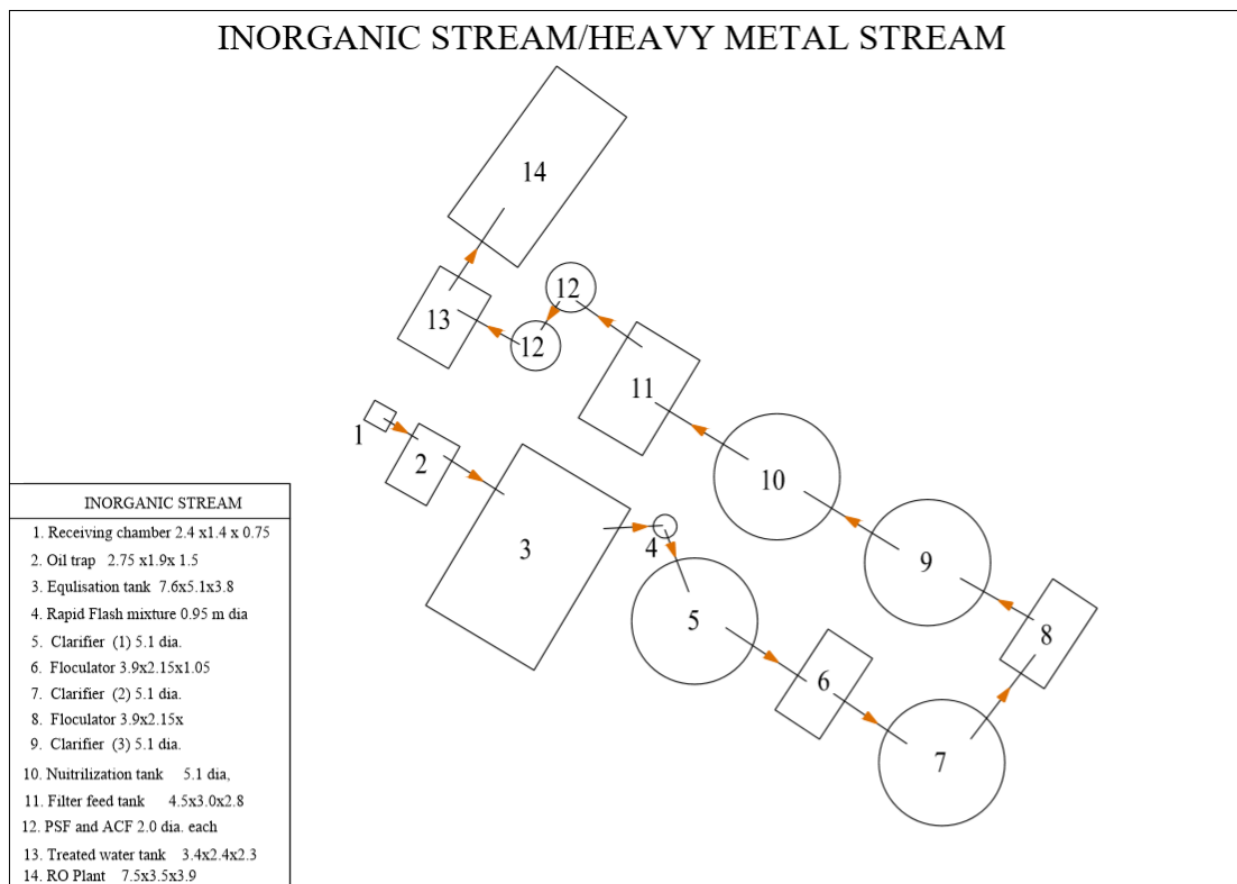 INORGANIC STREAM/HEAVY METAL STREAM
14
12
13
12
11
1
2
10
3
4
9
5
8
6
7
INORGANIC STREAM
1. Receiving chamber 2.4 x1.4 x 0.75
2. Oil trap 2.75 x1.9x 1.5
3. Equlisation tank 7.6x5.1x3.8
4. Rapid Flash mixture 0.95 m dia
5. Clarifier (1) 5.1 dia.
6. Floculator 3.9x2.15x1.05
7. Clarifier (2) 5.1 dia.
8. Floculator 3.9x2.15x
9. Clarifier (3) 5.1 dia.
10. Nuitrilization tank 5.1 dia,
11. Filter feed tank 4.5x3.0x2.8
12. PSF and ACF 2.0 dia. each
13. Treated water tank 3.4x2.4x2.3
14. RO Plant 7.5x3.5x3.9